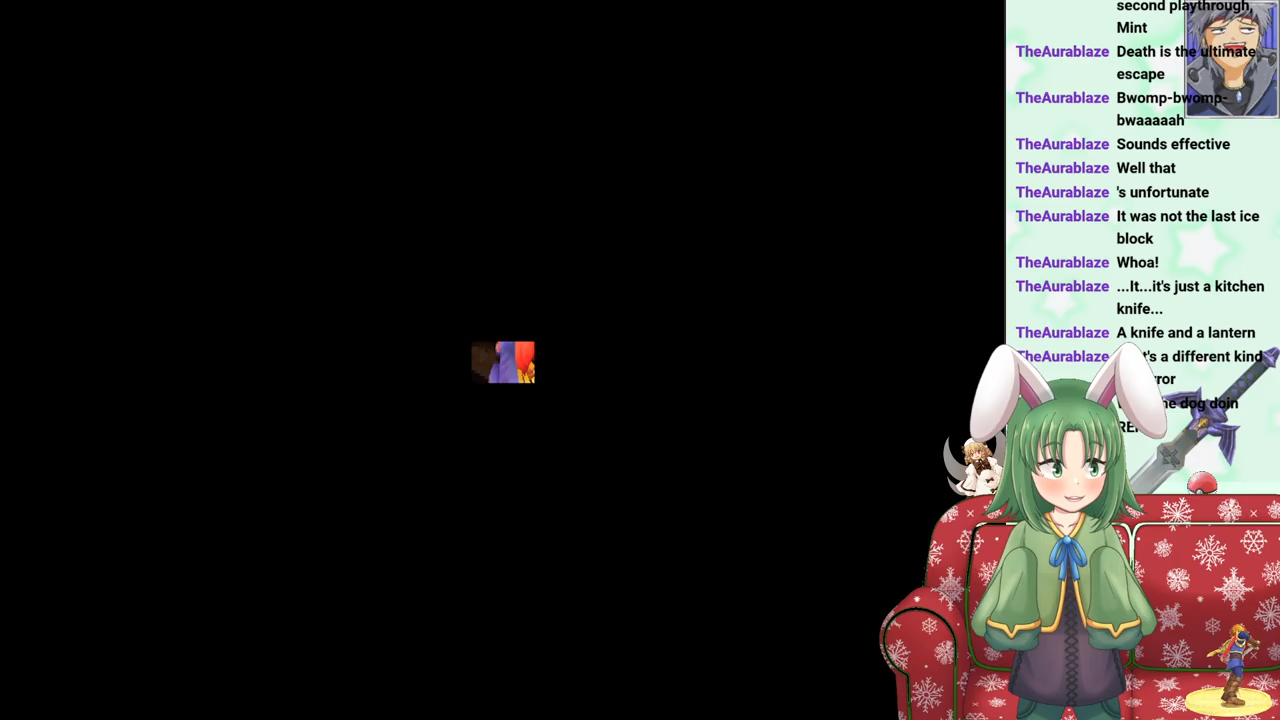 second playthrough,
Mint
TheAurablaze Death is the ultimate
escape
TheAurablaze Bwomp-bwomp-
bwaaaaah
TheAurablaze Sounds effective
TheAurablaze Well that
TheAurablaze 's unfortunate
TheAurablaze It was not the last ice
block
TheAurablaze Whoa!
TheAurablaze ...It...it's just a kitchen
knife...
TheAurablaze A knife and a lantern
TheAurablaze a different kind
dog doin